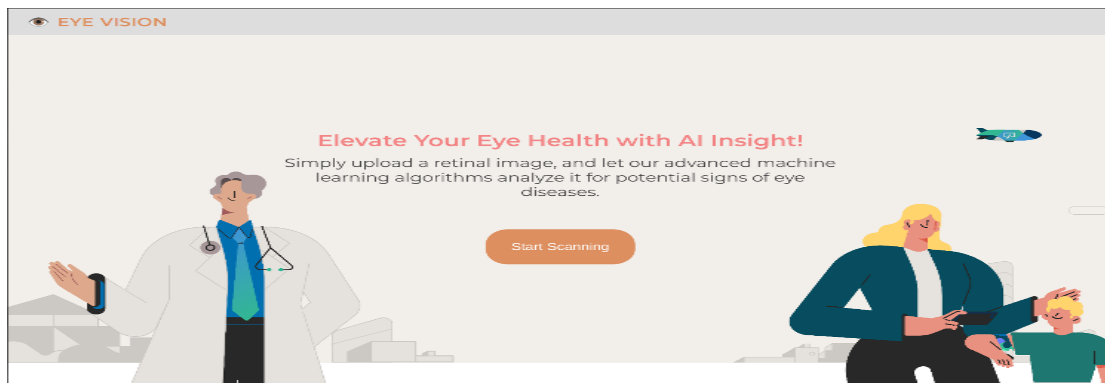 EYE VISION
Elevate Your Eye Health with AI Insight!
Simply upload a retinal image, and let our advanced machine
learning algorithms analyze it for potential signs of eye
diseases.
Start Scanning